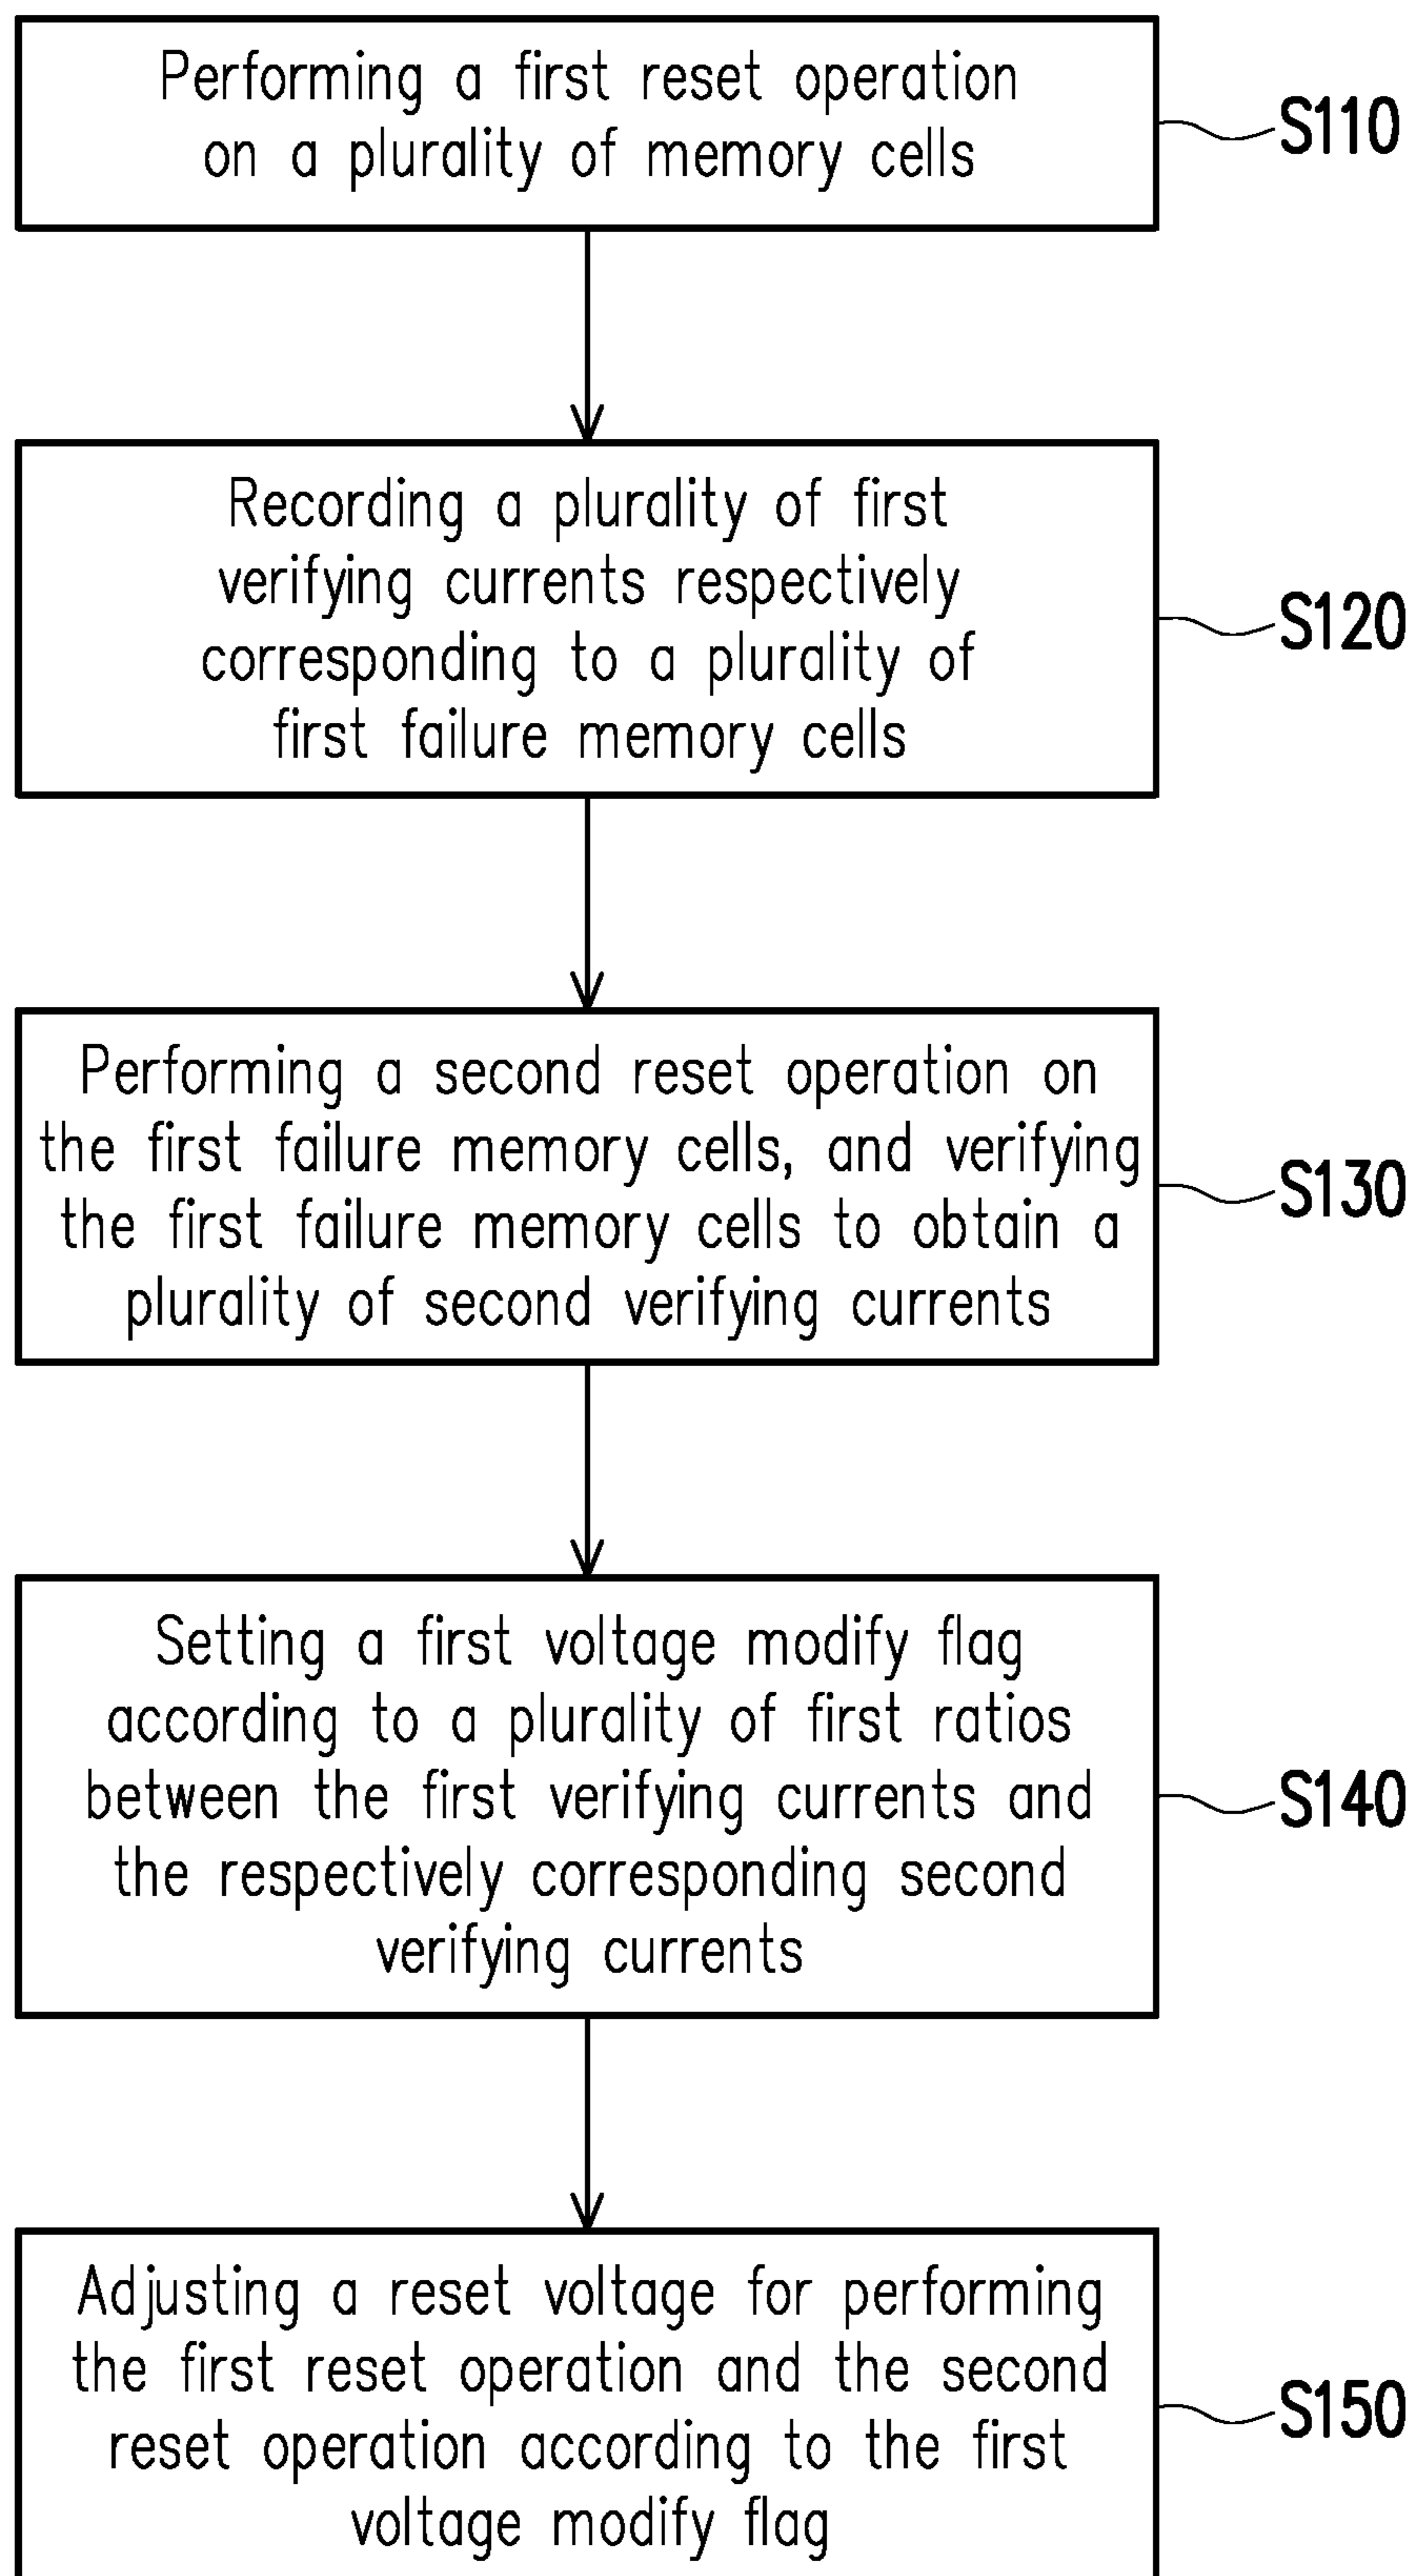 Performing a first reset operation
on a plurality of memory cells
S110
Recording a plurality of first
verifying currents respectively
corresponding to a plurality of
first failure memory cells
S120
Performing a second reset operation on
the first failure memory cells, and verifying
the first failure memory cells to obtain a
plurality of second verifying currents
S130
Setting a first voltage modify flag
according to a plurality of first ratios
between the first verifying currents and
the respectively corresponding second
verifying currents
S140
Adjusting a reset voltage for performing
the first reset operation and the second
reset operation according to the first
voltage modify flag
S150